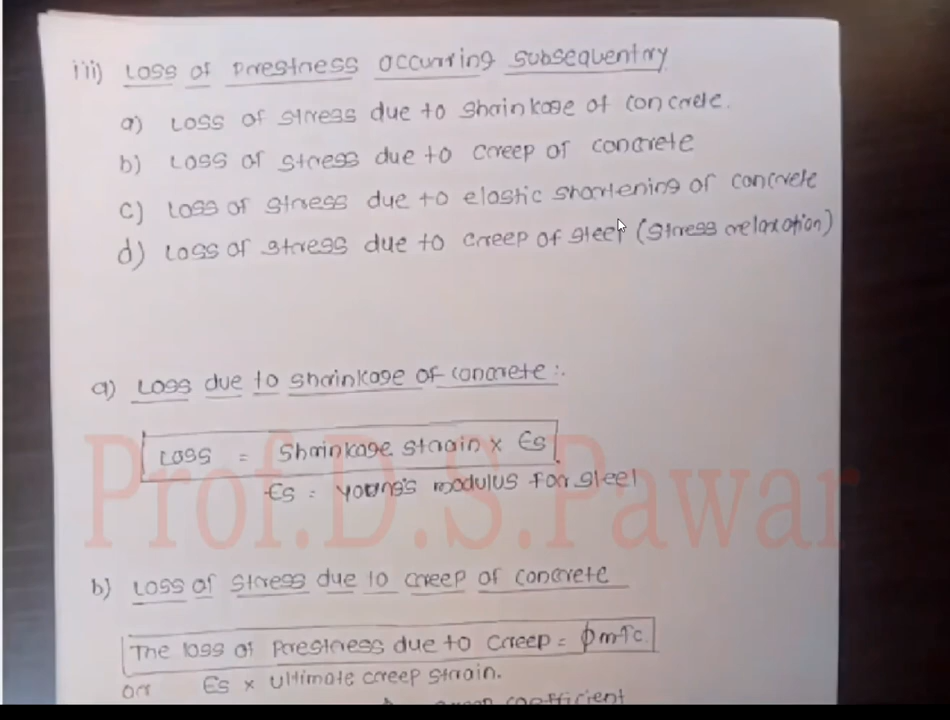 iii) Loss of Prestress occurring subsequently
a) Loss of stress due to shrinkage of concrete.
b) Loss of stress due to creep of concrete
c) Loss of stress due to elastic shortening of concrete
d) Loss of stress due to creep of steel (stress relaxation)
a) Loss due to shrinkage of concrete :.
Loss = Shrinkage strain x Es
Es = Young's modulus for steel
Prof.D.S.Pawar
b) Loss of stress due to creep of concrete
The loss of Prestress due to creep = ϕmfc
or Es x Ultimate creep strain.
coefficient